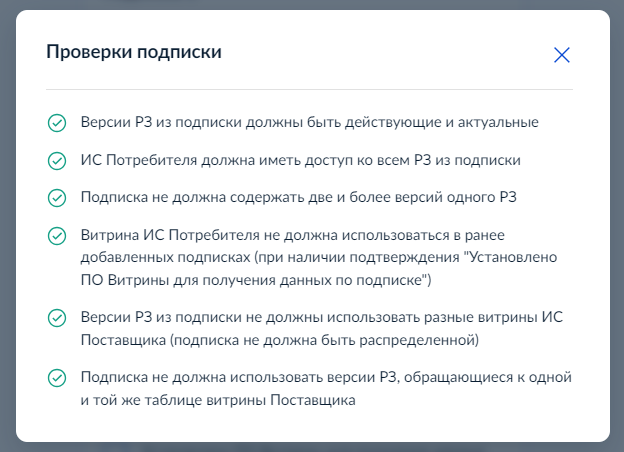 Проверки подписки
Версии РЗ из подписки должны быть действующие и актуальные
ИС Потребителя должна иметь доступ ко всем РЗ из подписки
Подписка не должна содержать две и более версий одного РЗ
Витрина ИС Потребителя не должна использоваться в ранее
добавленных подписках (при наличии подтверждения "Установлено
ПО Витрины для получения данных по подписке")
Версии РЗ из подписки не должны использовать разные витрины ИС
Поставщика (подписка не должна быть распределенной)
Подписка не должна использовать версии РЗ, обращающиеся к одной
и той же таблице витрины Поставщика